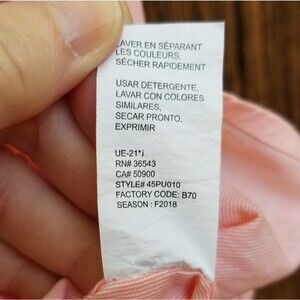 LAVER EN SÉPARANT
LES COULEURS,
SÉCHER RAPIDEMENT
USAR DETERGENTE,
LAVAR CON COLORES
SIMILARES,
SECAR PRONTO,
EXPRIMIR
UE-21*i
RN# 36543
CA# 50900
STYLE# 45PU010
FACTORY CODE: B70
SEASON : F2018